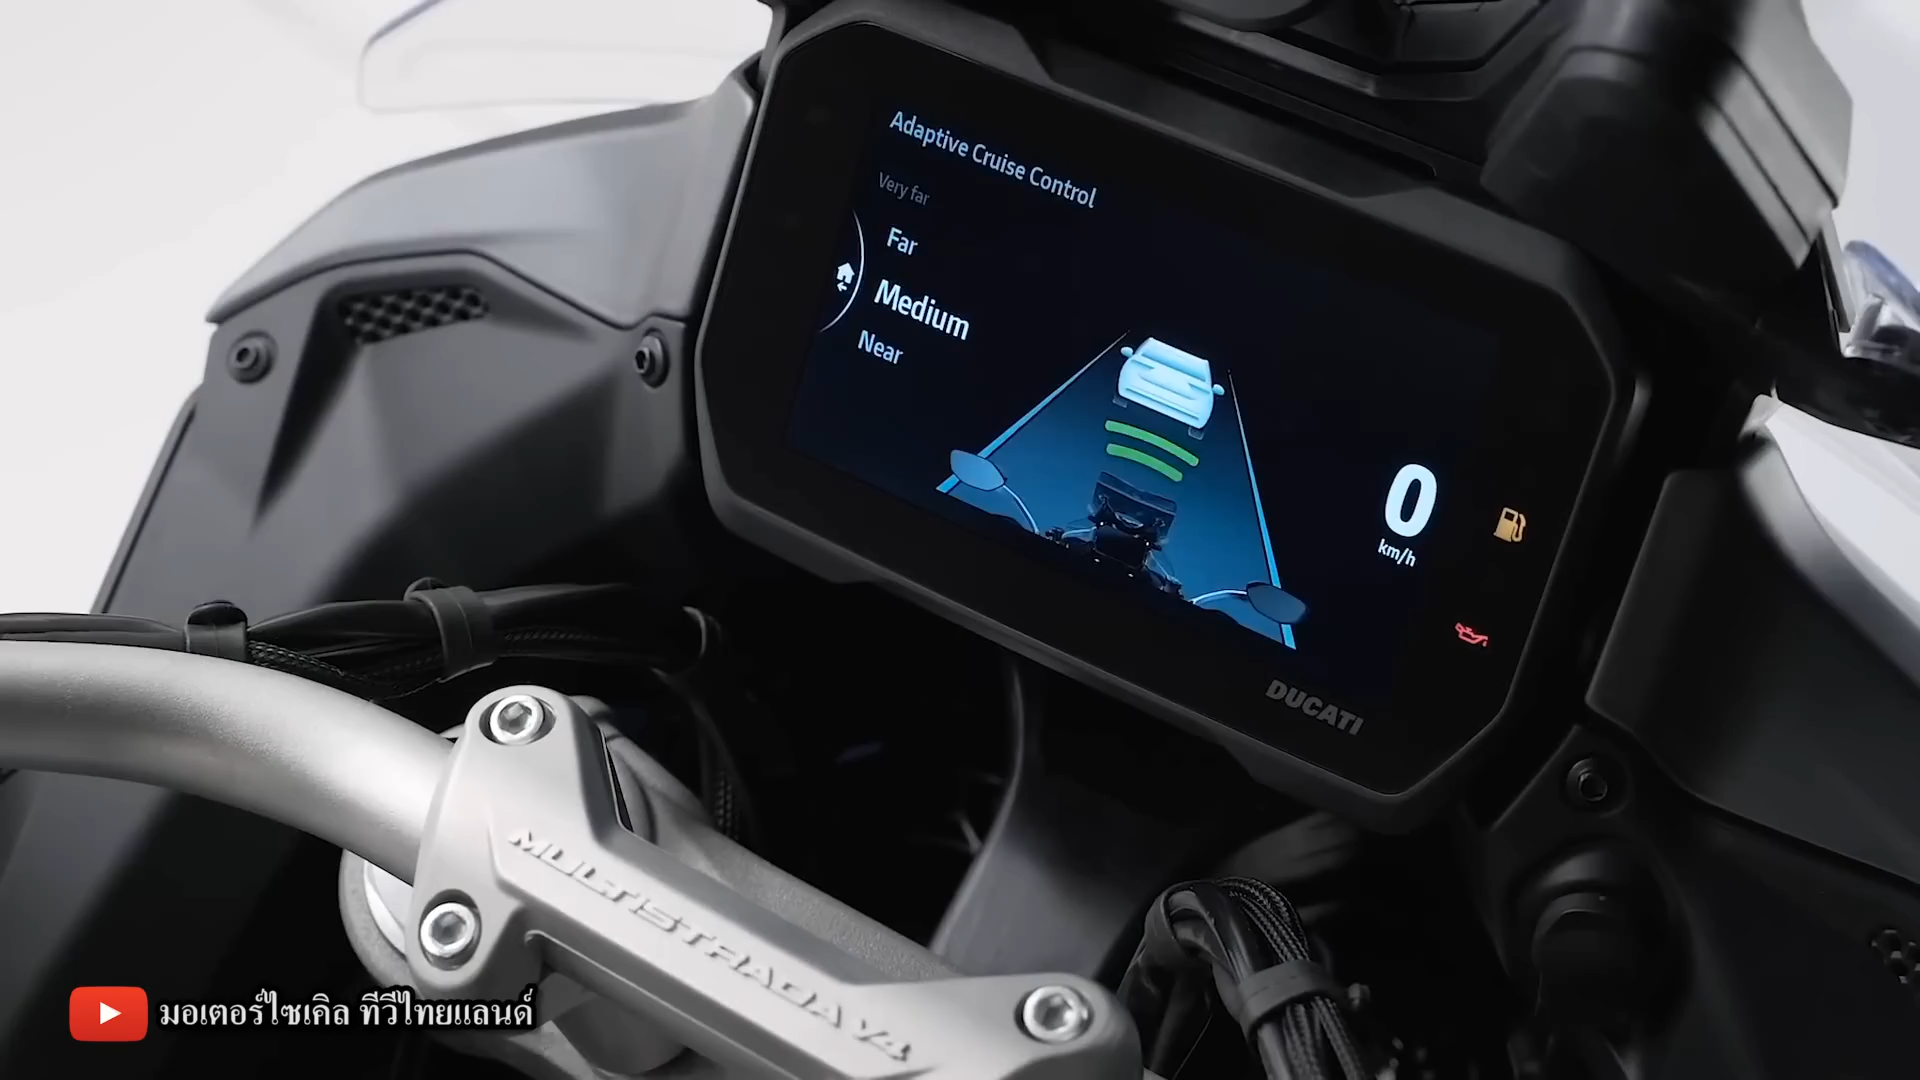 Adaptive Cruise Control
Very far
Far
Medium
Near
0
km/h
DUCATI
MULTISTRADA V4
มอเตอร์ไซเคิล ทีวีไทยแลนด์